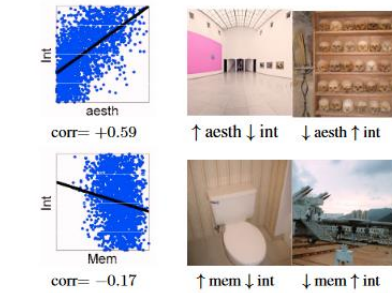 Int
aesth
corr= +0.59
↑ aesth ↓ int
↓ aesth ↑ int
Int
Mem
corr= −0.17
↑ mem ↓ int
↓ mem ↑ int